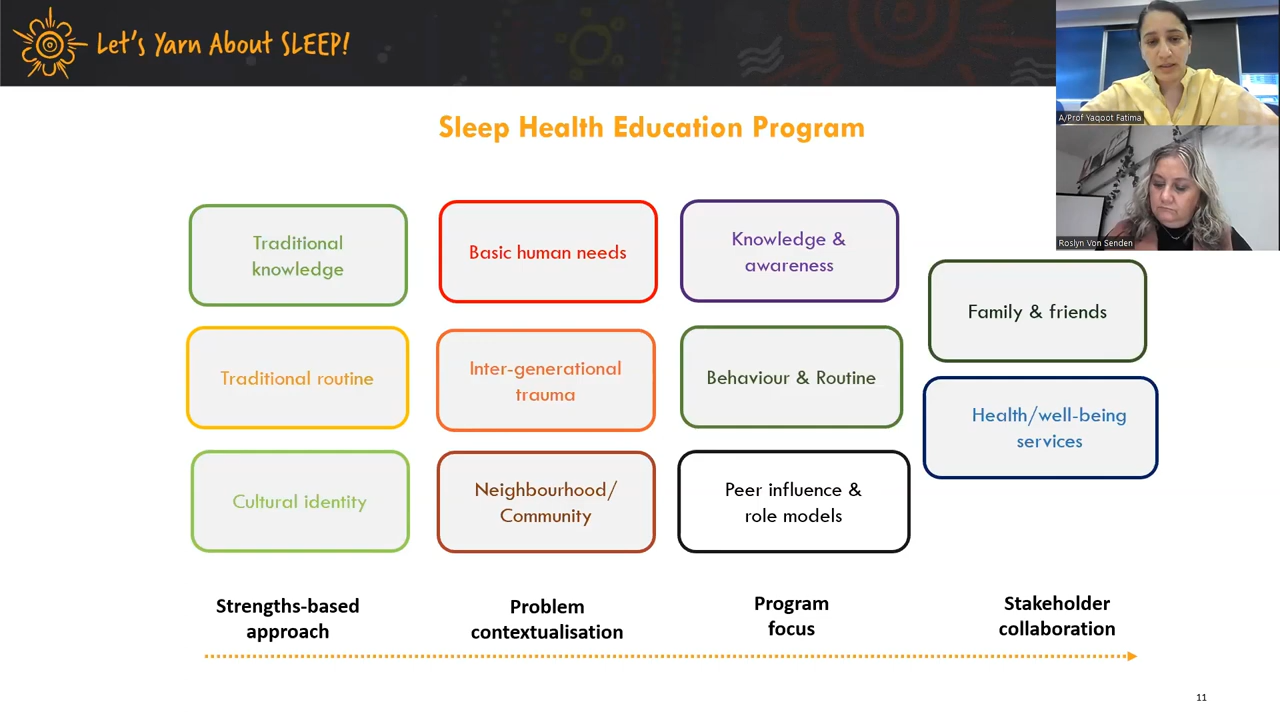 Let's Yarn About SLEEP!
A/Prof Yaqoot Fatima
Roslyn Von Senden
Sleep Health Education Program
Traditional
knowledge
Traditional routine
Cultural identity
Basic human needs
Inter-generational
trauma
Neighbourhood/
Community
Knowledge &
awareness
Behaviour & Routine
Peer influence &
role models
Family & friends
Health/well-being
services
Strengths-based
approach
Problem
contextualisation
Program
focus
Stakeholder
collaboration
11